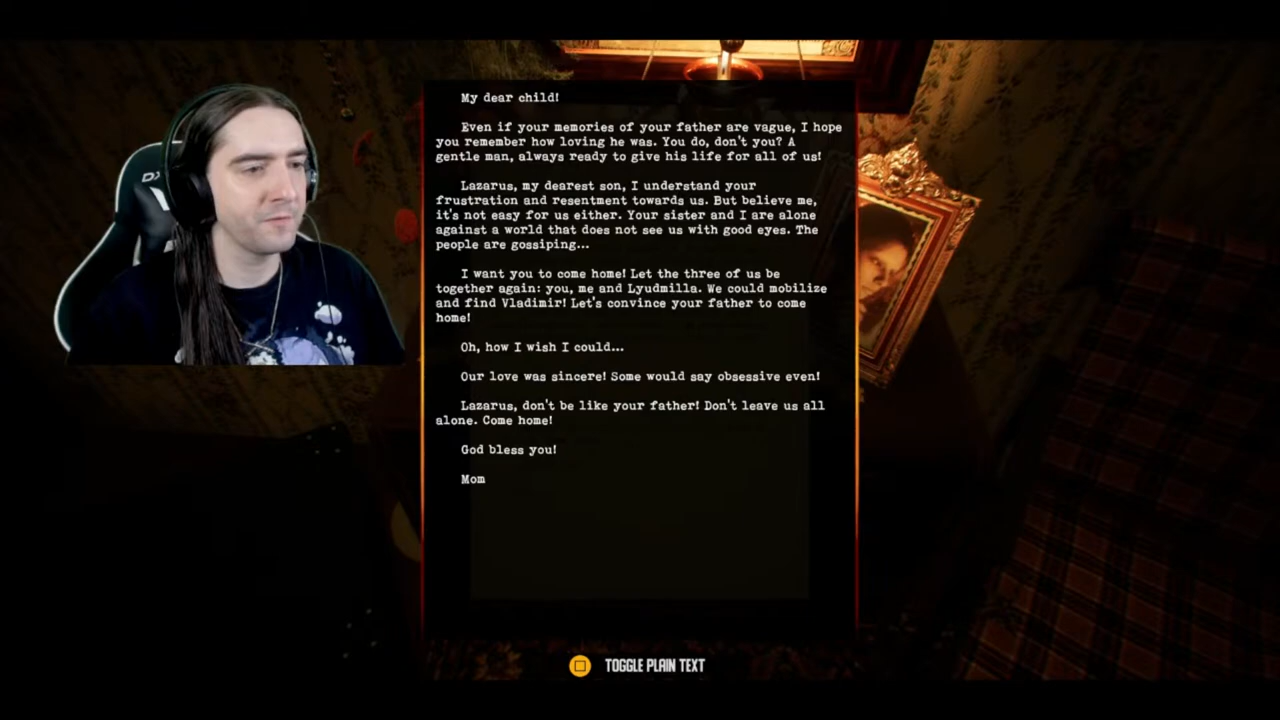 My dear child!
Even if your memories of your father are vague, I hope
you remember how loving he was. You do, don't you? A
gentle man, always ready to give his life for all of us!
Lazarus, my dearest son, I understand your
frustration and resentment towards us. But believe me,
it's not easy for us either. Your sister and I are alone
against a world that does not see us with good eyes. The
people are gossiping...
I want you to come home! Let the three of us be
together again: you, me and Lyudmilla. We could mobilize
and find Vladimir! Let's convince your father to come
home!
Oh, how I wish I could...
Our love was sincere! Some would say obsessive even!
Lazarus, don't be like your father! Don't leave us all
alone. Come home!
God bless you!
Mom
TOGGLE PLAIN TEXT